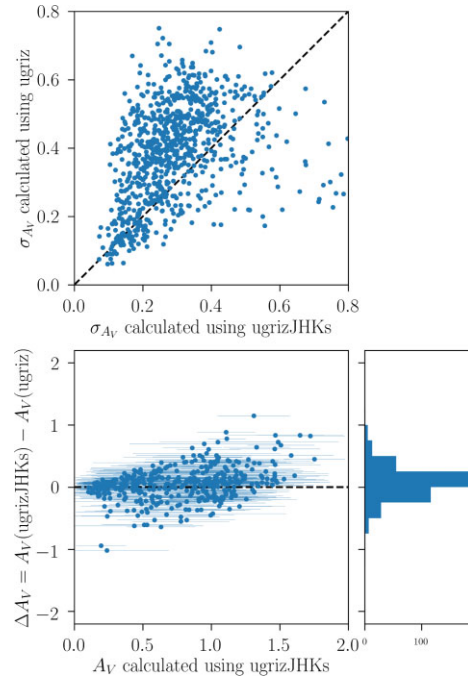 0.8
0.6
0.4
0.2
0.0
σ_{A_V} calculated using ugriz
0.0 0.2 0.4 0.6 0.8
σ_{A_V} calculated using ugrizJHKs
2
1
0
−1
−2
ΔA_V = A_V(ugrizJHKs) − A_V(ugriz)
0.0 0.5 1.0 1.5 2.0
A_V calculated using ugrizJHKs
0 100